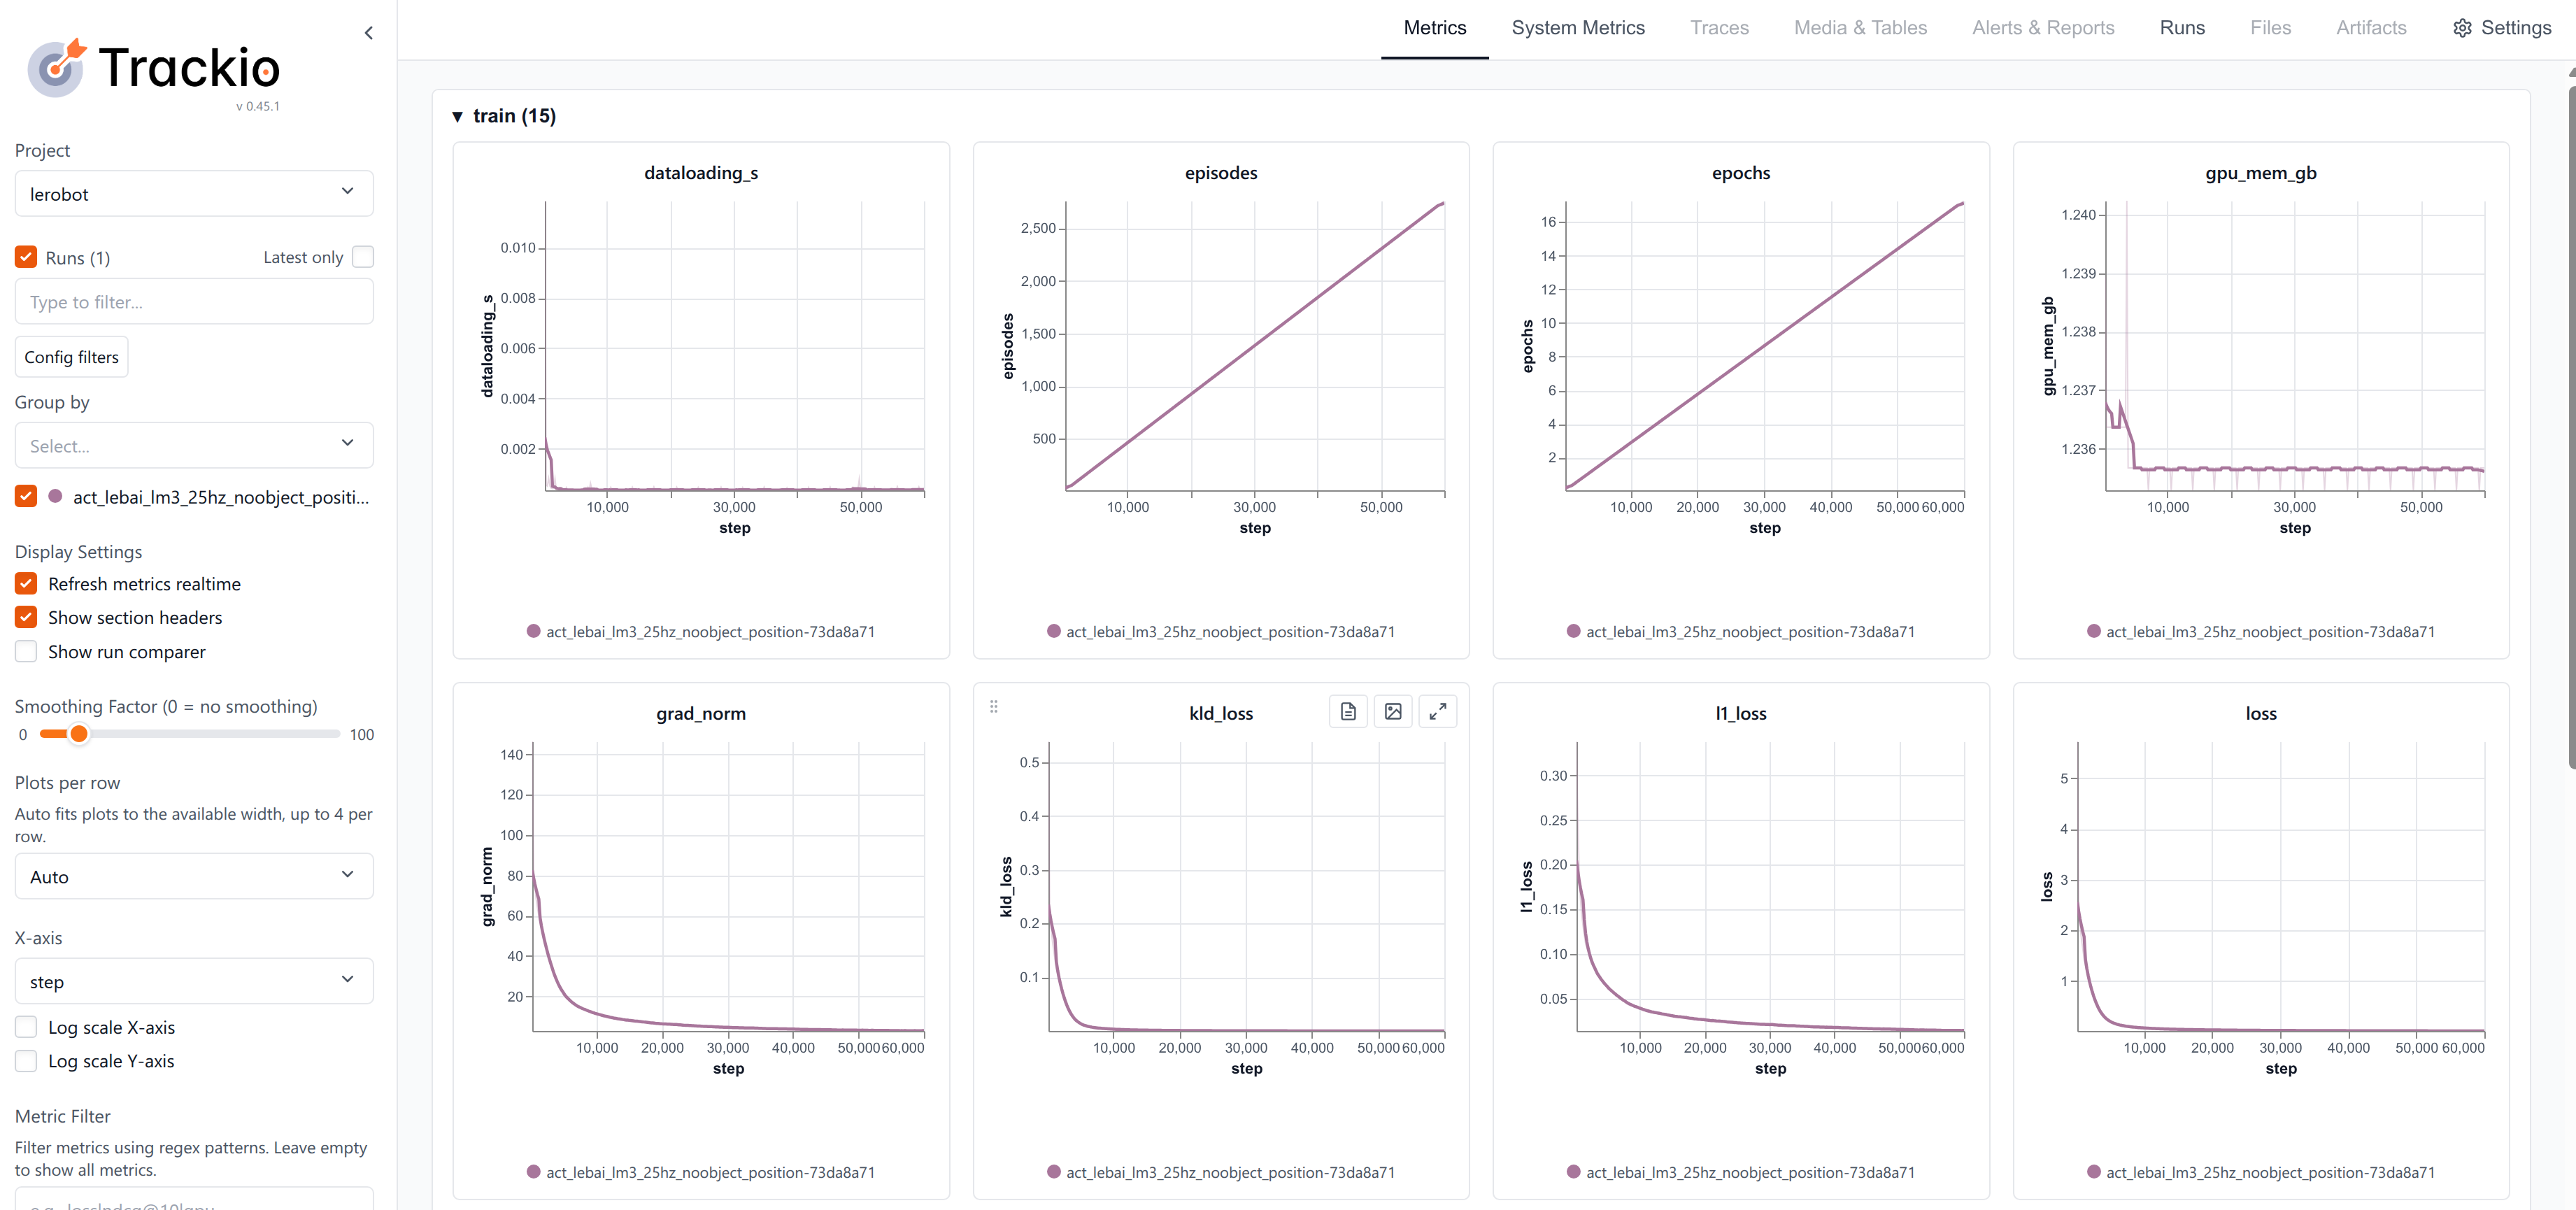 Metrics
System Metrics
Traces
Media & Tables
Alerts & Reports
Runs
Files
Artifacts
Settings
Trackio
v 0.45.1
Project
lerobot
Runs (1)
Latest only
Type to filter...
Config filters
Group by
Select...
act_lebai_lm3_25hz_noobject_positi...
Display Settings
Refresh metrics realtime
Show section headers
Show run comparer
Smoothing Factor (0 = no smoothing)
0
100
Plots per row
Auto fits plots to the available width, up to 4 per
row.
Auto
X-axis
step
Log scale X-axis
Log scale Y-axis
Metric Filter
Filter metrics using regex patterns. Leave empty
to show all metrics.
▼ train (15)
dataloading_s
dataloading_s
0.010
0.008
0.006
0.004
0.002
10,000 30,000 50,000
step
act_lebai_lm3_25hz_noobject_position-73da8a71
episodes
episodes
2,500
2,000
1,500
1,000
500
10,000 30,000 50,000
step
act_lebai_lm3_25hz_noobject_position-73da8a71
epochs
epochs
16
14
12
10
8
6
4
2
10,000 20,000 30,000 40,000 50,000 60,000
step
act_lebai_lm3_25hz_noobject_position-73da8a71
gpu_mem_gb
gpu_mem_gb
1.240
1.239
1.238
1.237
1.236
10,000 30,000 50,000
step
act_lebai_lm3_25hz_noobject_position-73da8a71
grad_norm
grad_norm
140
120
100
80
60
40
20
10,000 20,000 30,000 40,000 50,000 60,000
step
act_lebai_lm3_25hz_noobject_position-73da8a71
kld_loss
kld_loss
0.5
0.4
0.3
0.2
0.1
10,000 20,000 30,000 40,000 50,000 60,000
step
act_lebai_lm3_25hz_noobject_position-73da8a71
l1_loss
l1_loss
0.30
0.25
0.20
0.15
0.10
0.05
10,000 20,000 30,000 40,000 50,000 60,000
step
act_lebai_lm3_25hz_noobject_position-73da8a71
loss
loss
5
4
3
2
1
10,000 20,000 30,000 40,000 50,000 60,000
step
act_lebai_lm3_25hz_noobject_position-73da8a71